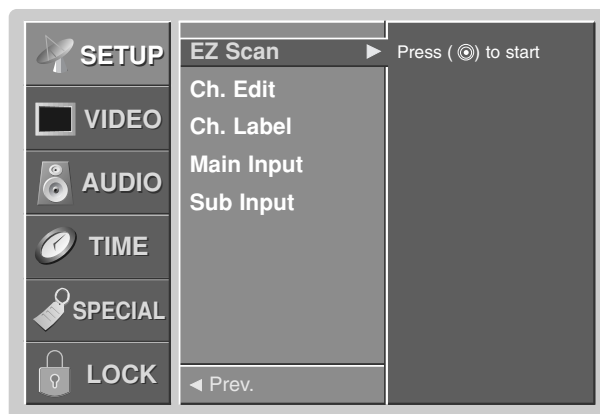 SETUP
VIDEO
AUDIO
TIME
SPECIAL
LOCK
EZ Scan ►
Ch. Edit
Ch. Label
Main Input
Sub Input
◄ Prev.
Press ( ◎ ) to start